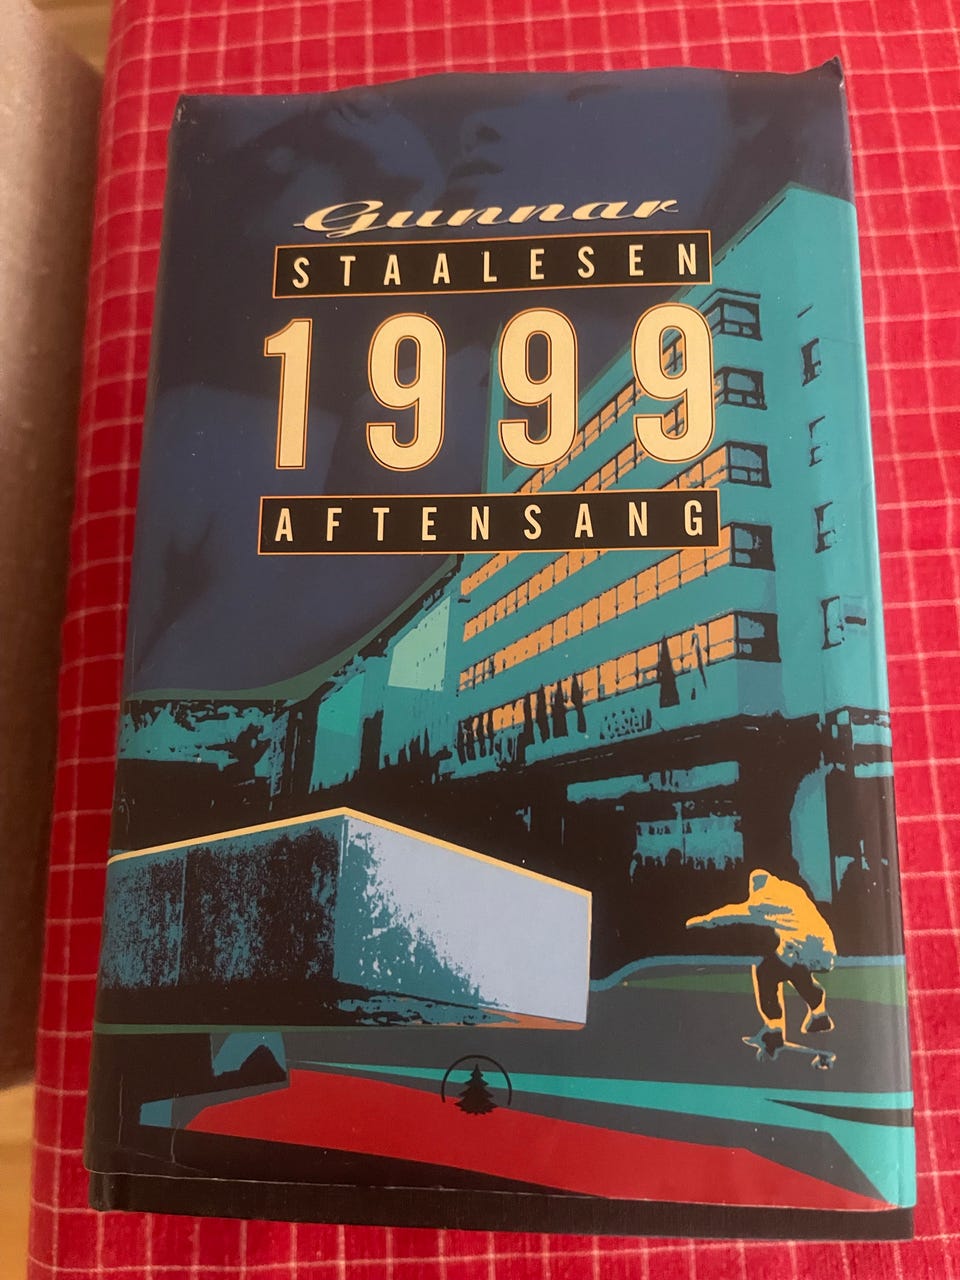 Gunnar
STAALESEN
1999
AFTENSANG